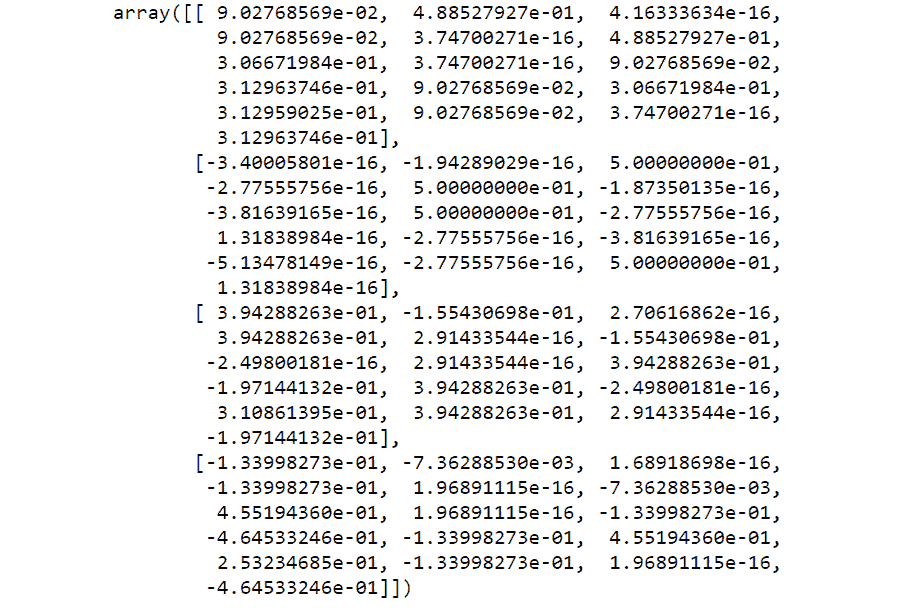 array([[ 9.02768569e-02, 4.88527927e-01, 4.16333634e-16,
9.02768569e-02, 3.74700271e-16, 4.88527927e-01,
3.06671984e-01, 3.74700271e-16, 9.02768569e-02,
3.12963746e-01, 9.02768569e-02, 3.06671984e-01,
3.12959025e-01, 9.02768569e-02, 3.74700271e-16,
3.12963746e-01],
[-3.40005801e-16, -1.94289029e-16, 5.00000000e-01,
-2.77555756e-16, 5.00000000e-01, -1.87350135e-16,
-3.81639165e-16, 5.00000000e-01, -2.77555756e-16,
1.31838984e-16, -2.77555756e-16, -3.81639165e-16,
-5.13478149e-16, -2.77555756e-16, 5.00000000e-01,
1.31838984e-16],
[ 3.94288263e-01, -1.55430698e-01, 2.70616862e-16,
3.94288263e-01, 2.91433544e-16, -1.55430698e-01,
-2.49800181e-16, 2.91433544e-16, 3.94288263e-01,
-1.97144132e-01, 3.94288263e-01, -2.49800181e-16,
3.10861395e-01, 3.94288263e-01, 2.91433544e-16,
-1.97144132e-01],
[-1.33998273e-01, -7.36288530e-03, 1.68918698e-16,
-1.33998273e-01, 1.96891115e-16, -7.36288530e-03,
4.55194360e-01, 1.96891115e-16, -1.33998273e-01,
-4.64533246e-01, -1.33998273e-01, 4.55194360e-01,
2.53234685e-01, -1.33998273e-01, 1.96891115e-16,
-4.64533246e-01]])